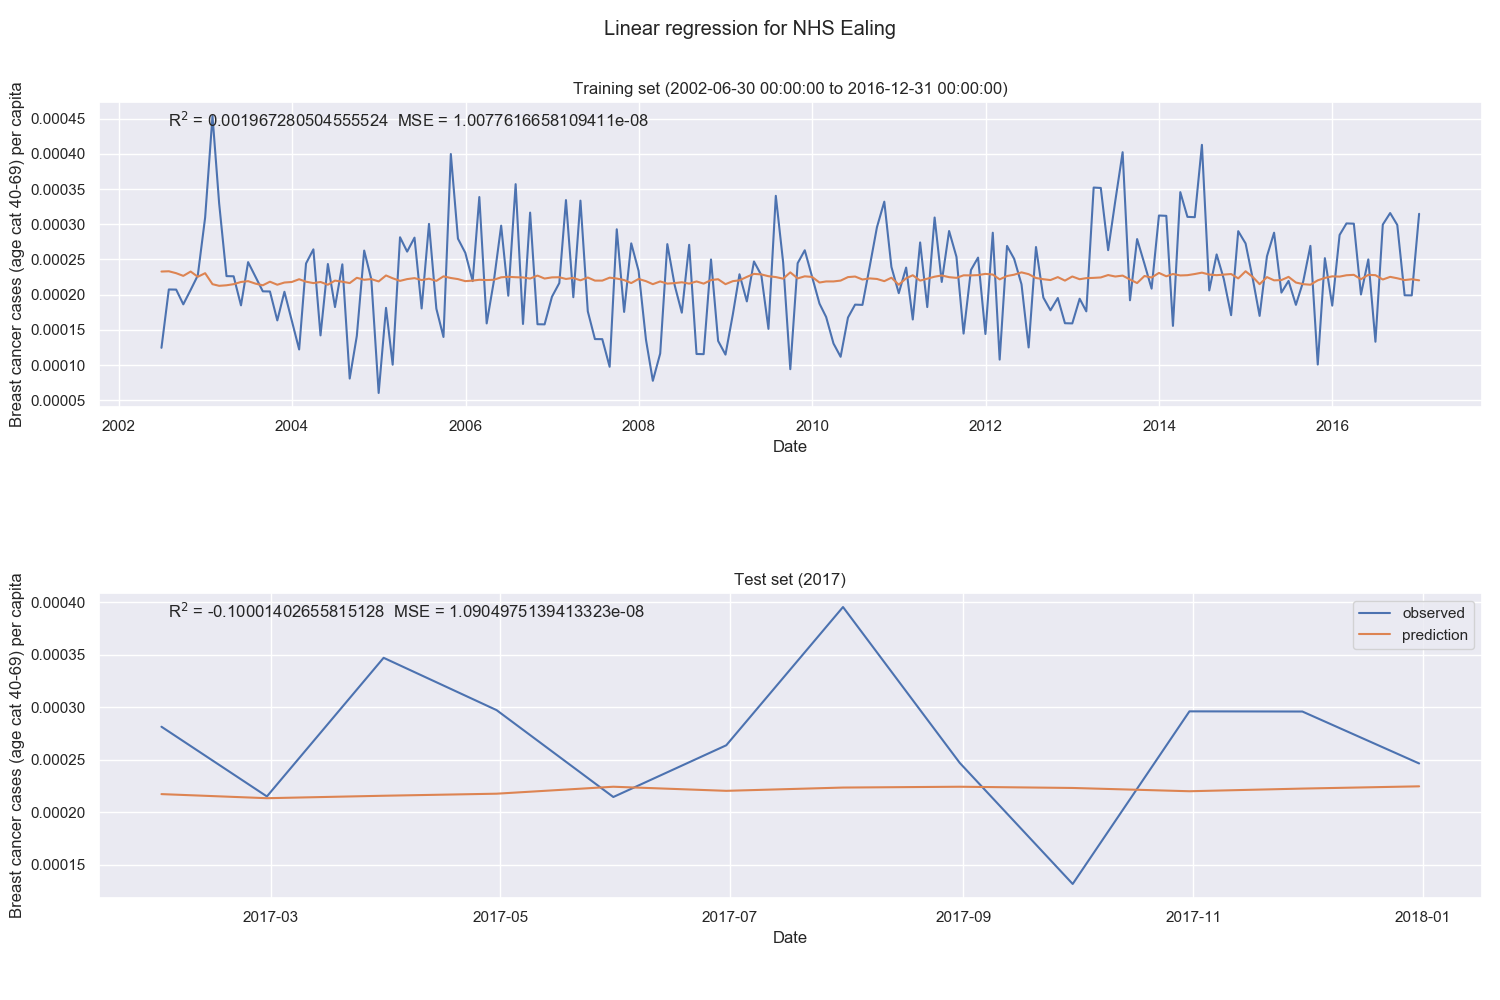 Linear regression for NHS Ealing
Training set (2002-06-30 00:00:00 to 2016-12-31 00:00:00)
R² = 0.001967280504555524 MSE = 1.0077616658109411e-08
Breast cancer cases (age cat 40-69) per capita
0.00045
0.00040
0.00035
0.00030
0.00025
0.00020
0.00015
0.00010
0.00005
2002 2004 2006 2008 2010 2012 2014 2016
Date
Test set (2017)
R² = -0.10001402655815128 MSE = 1.0904975139413323e-08
observed
prediction
Breast cancer cases (age cat 40-69) per capita
0.00040
0.00035
0.00030
0.00025
0.00020
0.00015
2017-03 2017-05 2017-07 2017-09 2017-11 2018-01
Date